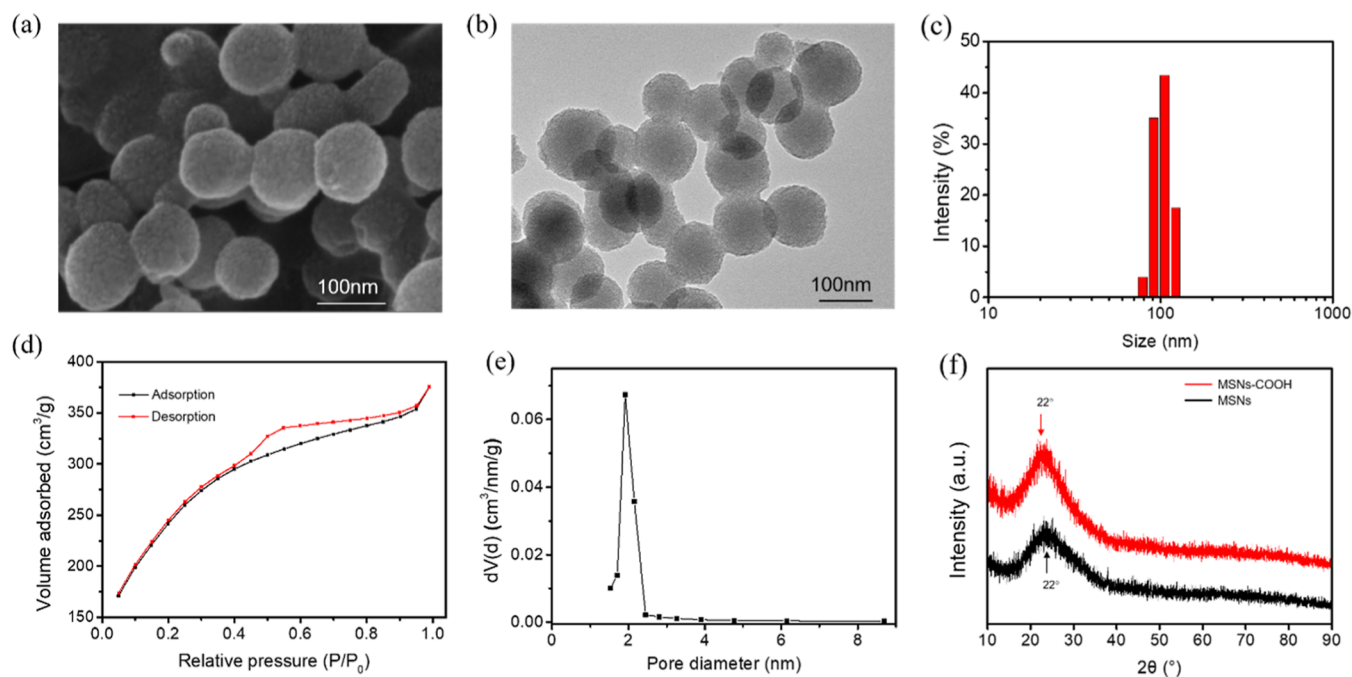 (a)
100nm
(b)
100nm
(c)
50
40
30
20
10
0
Intensity (%)
10
100
1000
Size (nm)
(d)
400
350
300
250
200
150
Volume adsorbed (cm³/g)
Adsorption
Desorption
0.0
0.2
0.4
0.6
0.8
1.0
Relative pressure (P/P₀)
(e)
0.06
0.04
0.02
0.00
dV(d) (cm³/nm/g)
0
2
4
6
8
Pore diameter (nm)
(f)
Intensity (a.u.)
MSNs-COOH
MSNs
22°
22°
10
20
30
40
50
60
70
80
90
2θ (°)